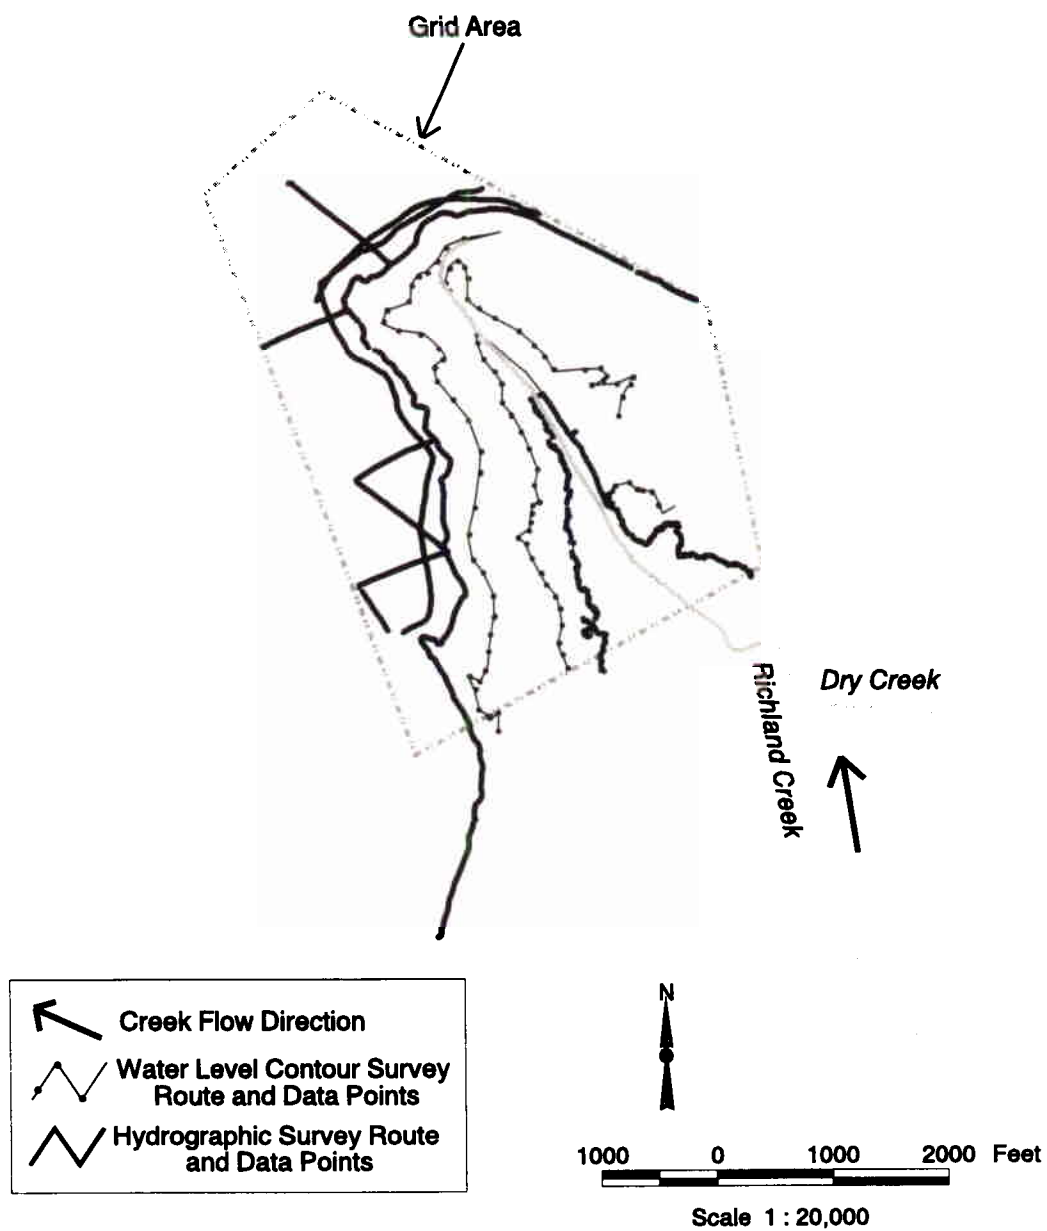 Grid Area
Dry Creek
Richland Creek
Creek Flow Direction
Water Level Contour Survey
Route and Data Points
Hydrographic Survey Route
and Data Points
N
1000 0 1000 2000 Feet
Scale 1 : 20,000